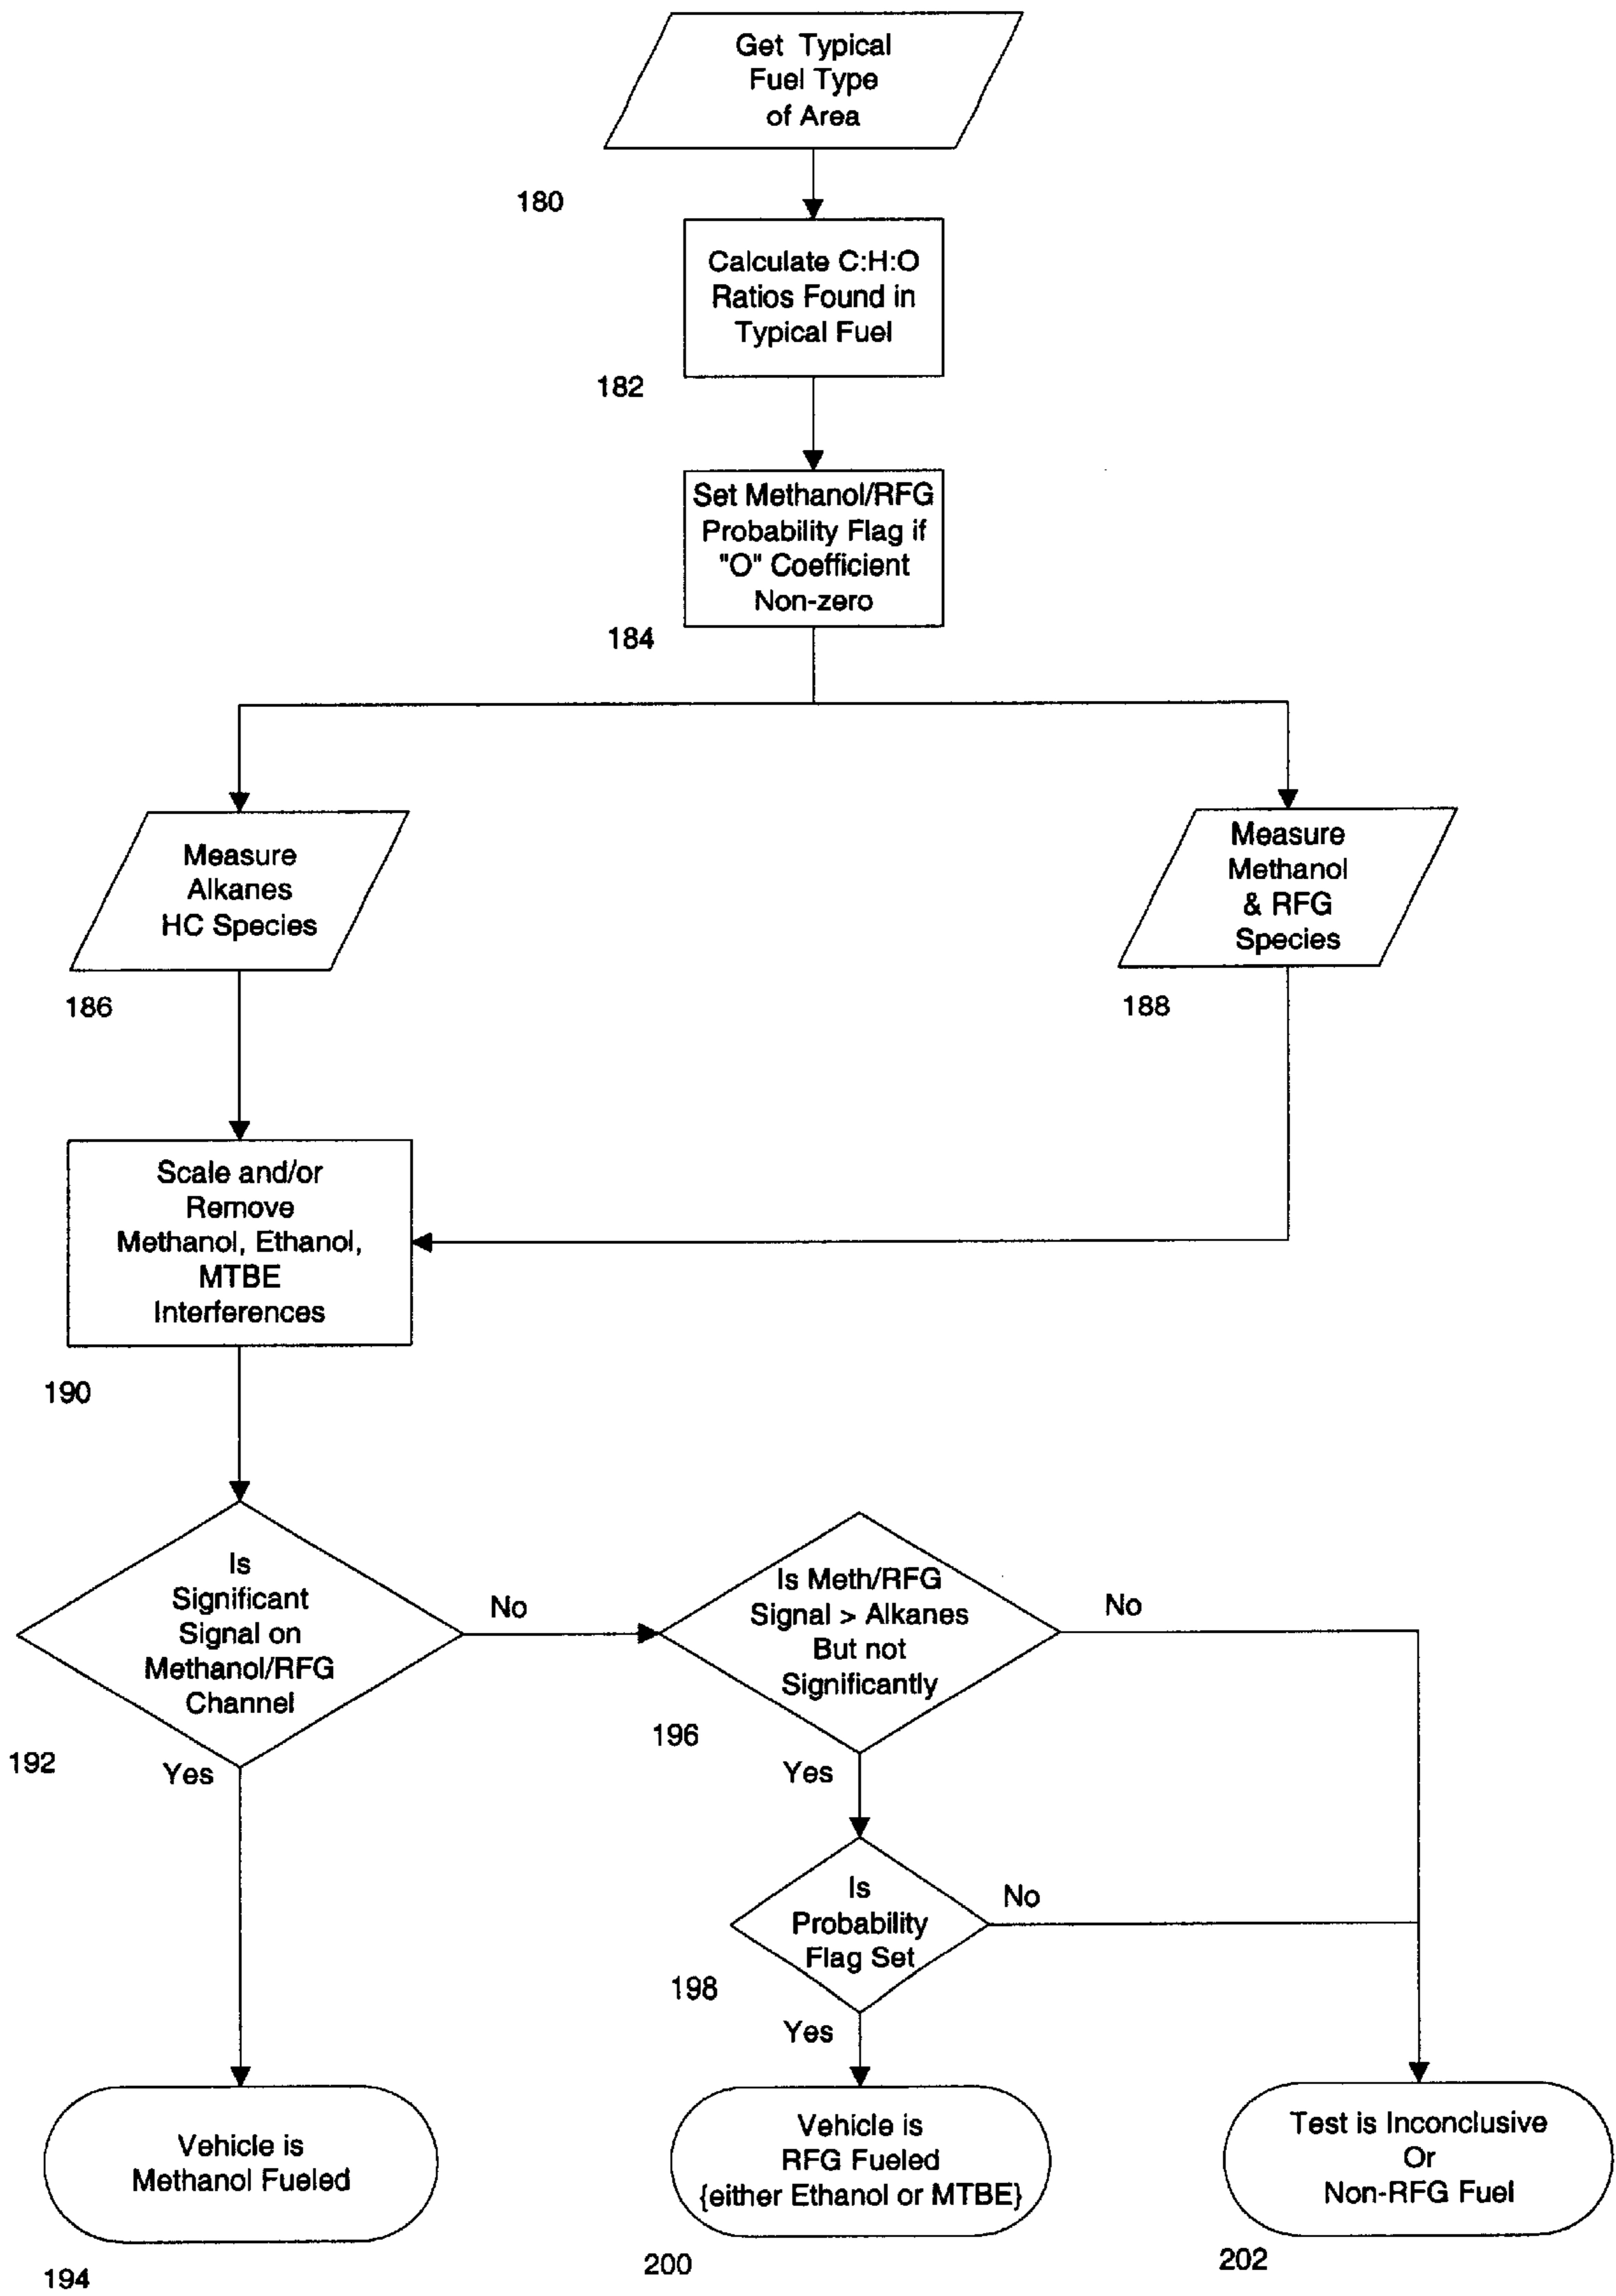 Get Typical
Fuel Type
of Area
180
Calculate C:H:O
Ratios Found in
Typical Fuel
182
Set Methanol/RFG
Probability Flag if
"O" Coefficient
Non-zero
184
Measure
Alkanes
HC Species
186
Measure
Methanol
& RFG
Species
188
Scale and/or
Remove
Methanol, Ethanol,
MTBE
Interferences
190
Is
Significant
Signal on
Methanol/RFG
Channel
192
No
Yes
Is Meth/RFG
Signal > Alkanes
But not
Significantly
196
No
Yes
Is
Probability
Flag Set
198
No
Yes
Vehicle is
Methanol Fueled
194
Vehicle is
RFG Fueled
{either Ethanol or MTBE}
200
Test is Inconclusive
Or
Non-RFG Fuel
202